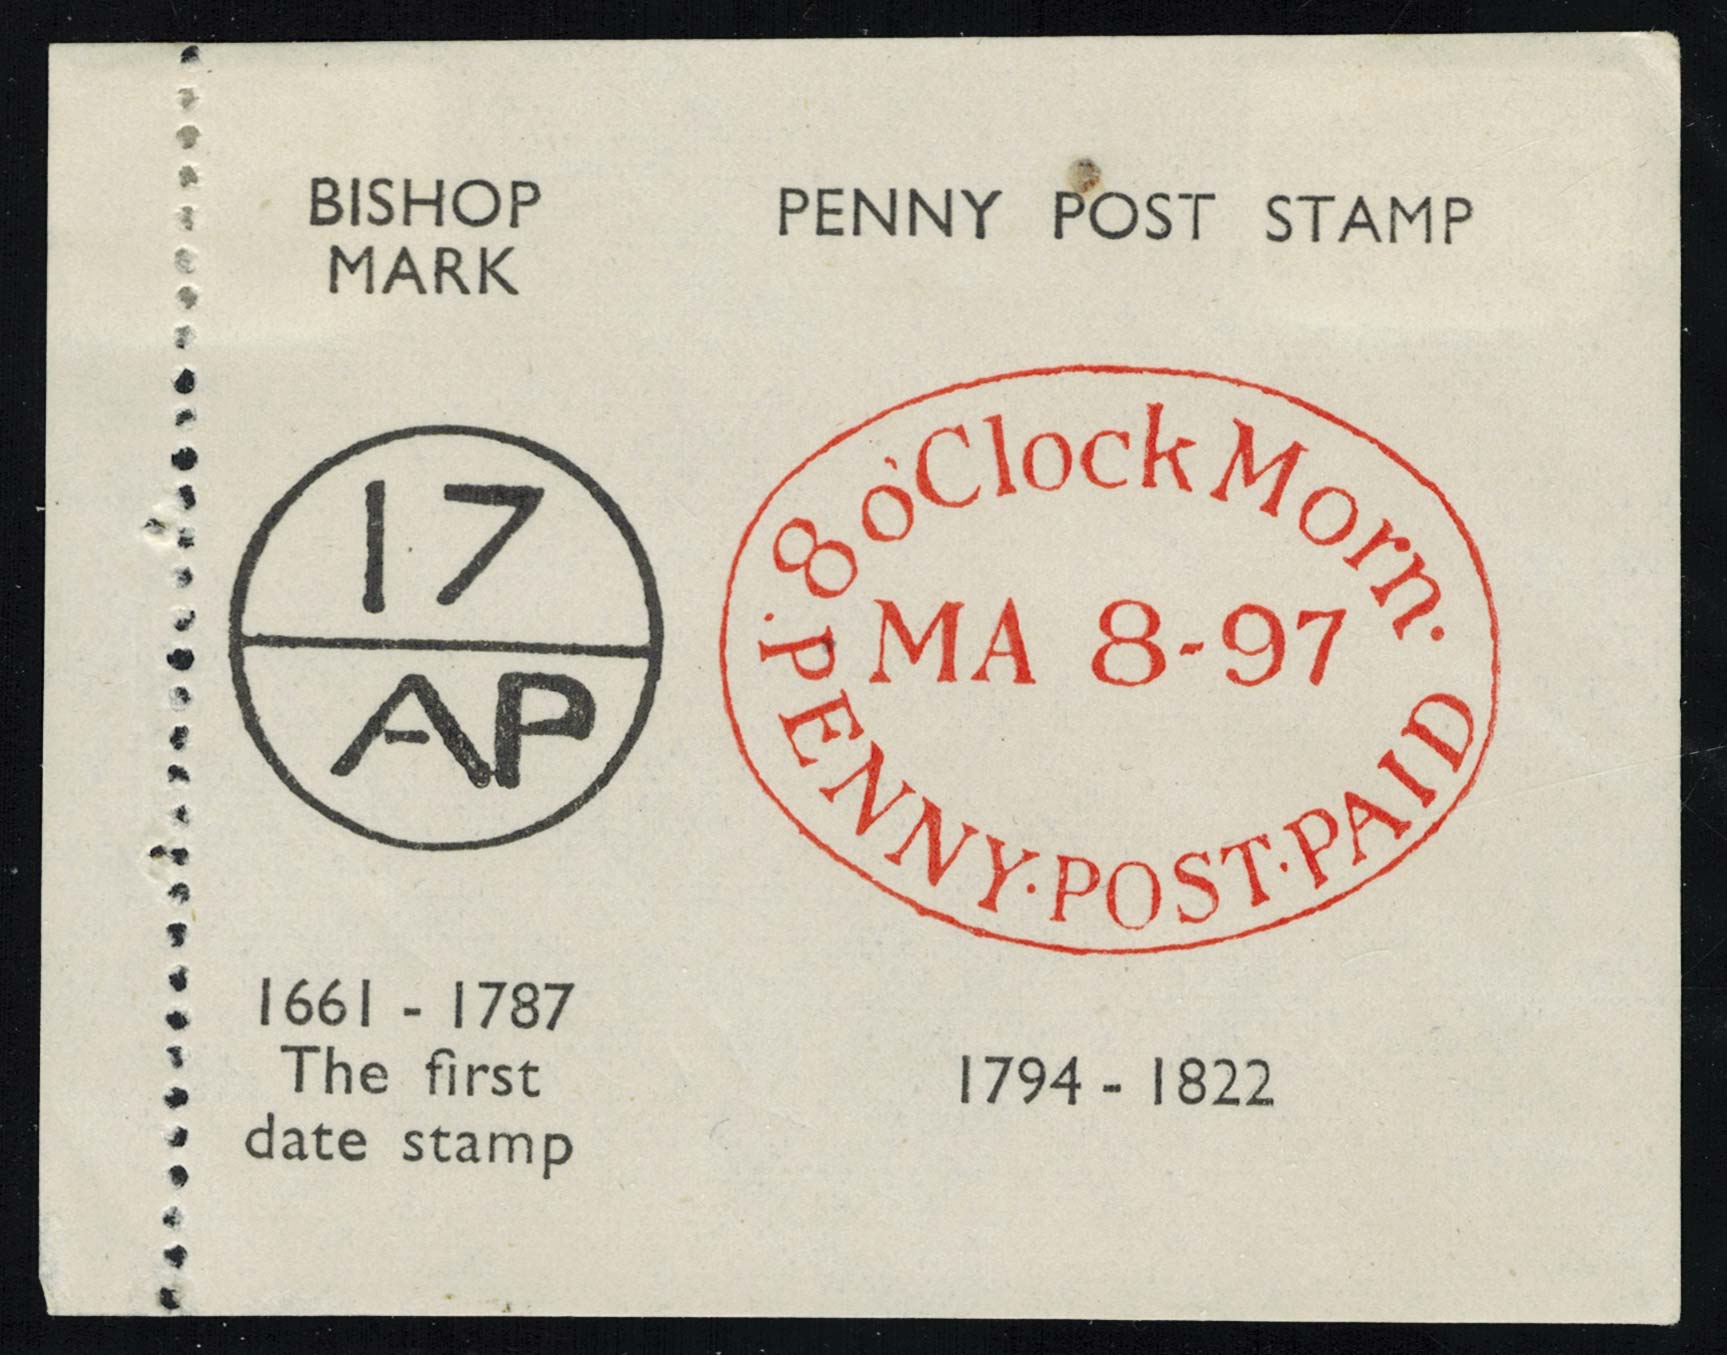 BISHOP
MARK
17
AP
1661 - 1787
The first
date stamp
PENNY POST STAMP
8 o'Clock Morn.
MA 8-97
.PENNY.POST.PAID
1794 - 1822